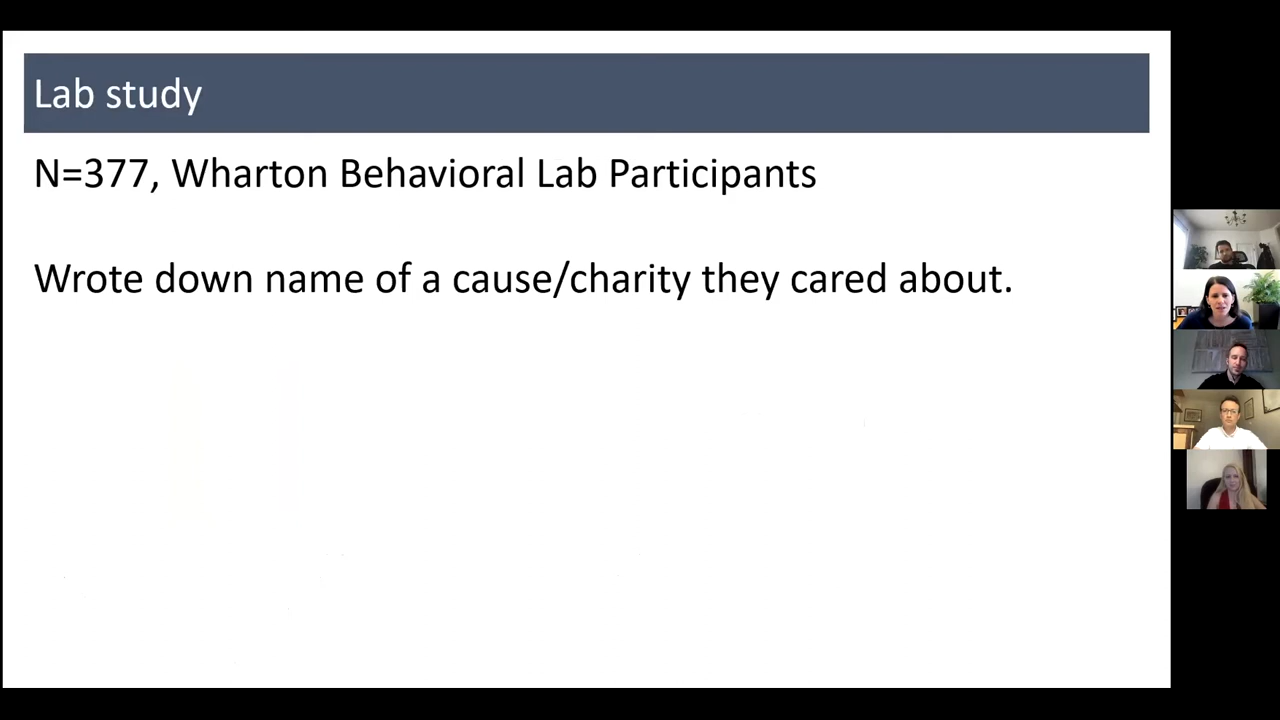 Lab study
N=377, Wharton Behavioral Lab Participants
Wrote down name of a cause/charity they cared about.